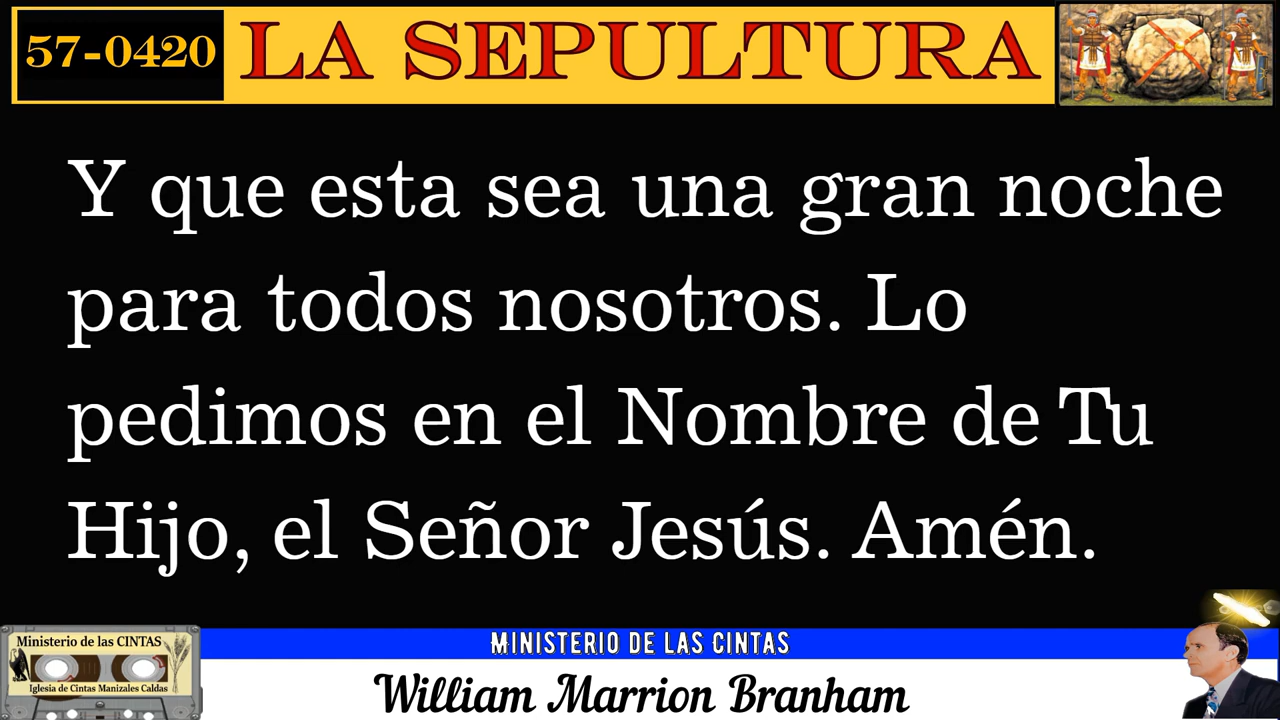 57-0420 LA SEPULTURA
Y que esta sea una gran noche
para todos nosotros. Lo
pedimos en el Nombre de Tu
Hijo, el Señor Jesús. Amén.
Ministerio de las CINTAS
Iglesia de Cintas Manizales Caldas
MINISTERIO DE LAS CINTAS
William Marrion Branham